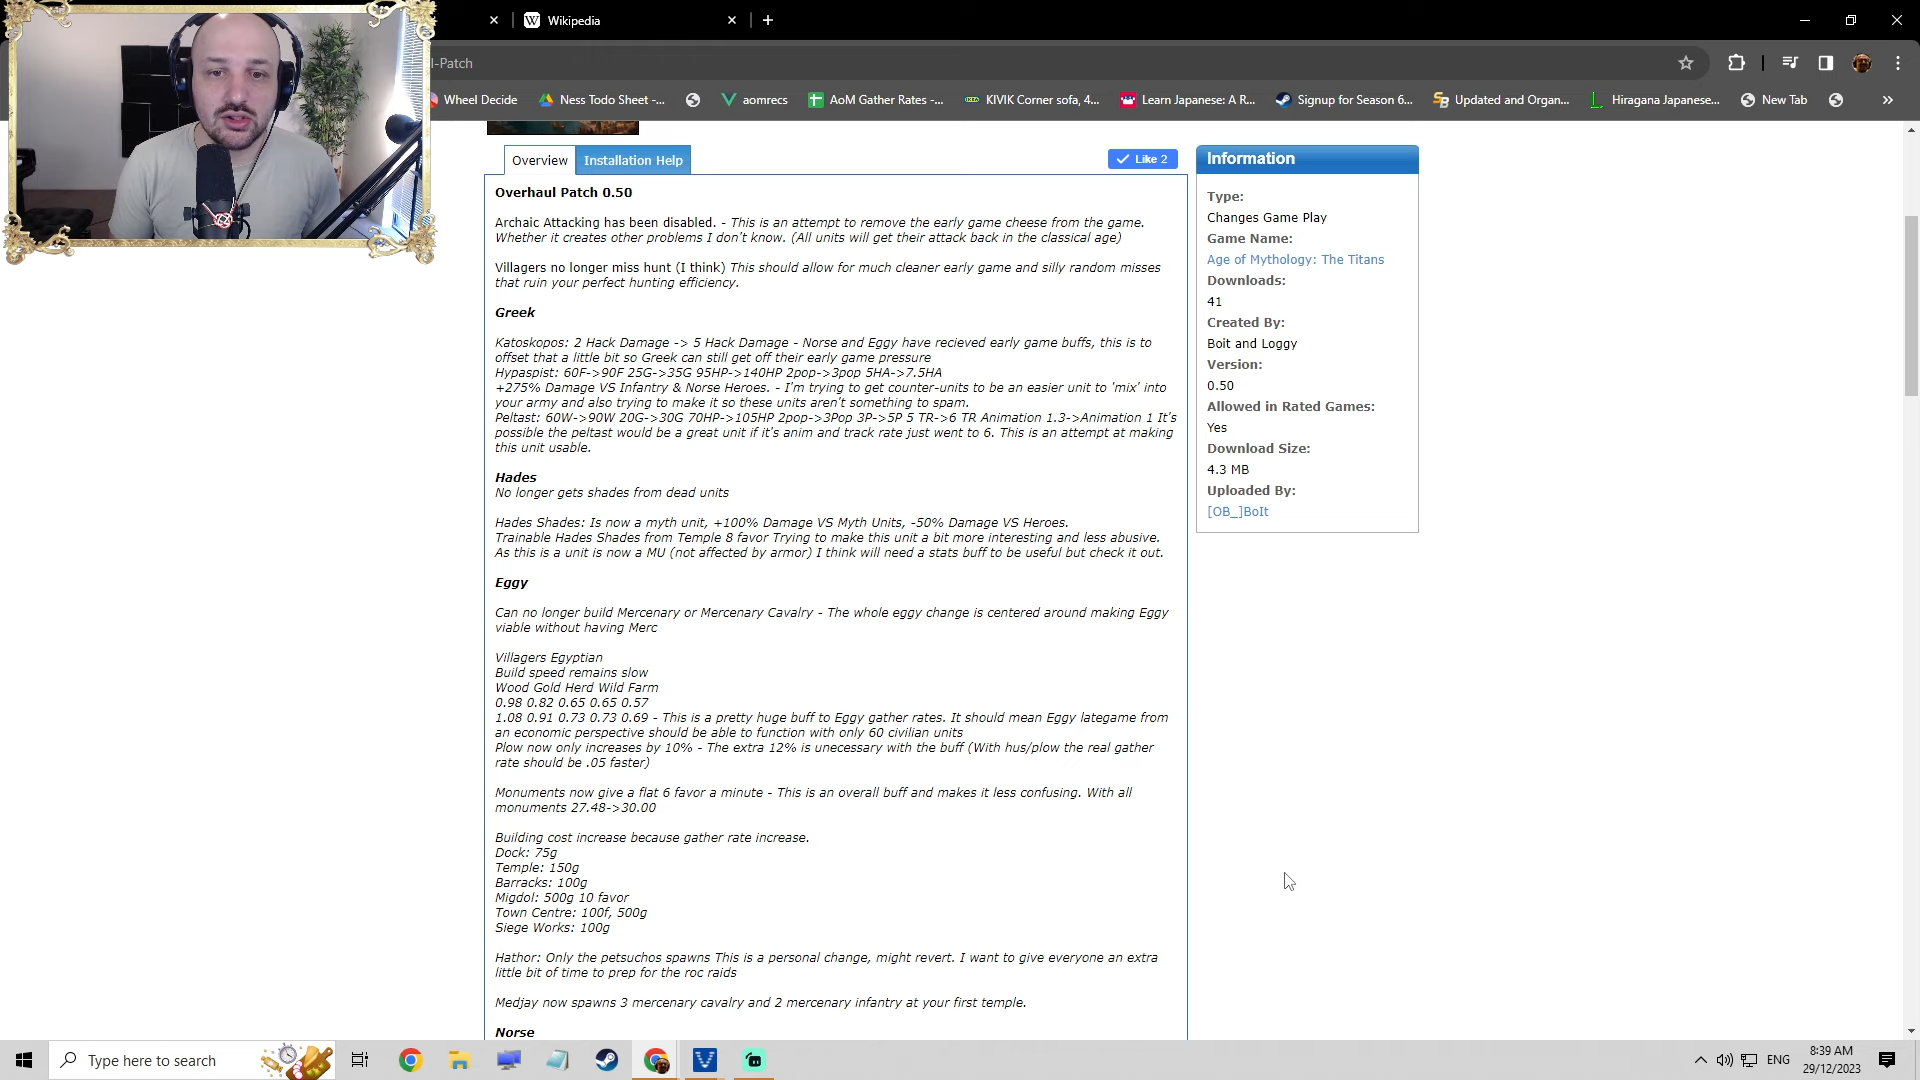 Wikipedia
l-Patch
Wheel Decide
Ness Todo Sheet -...
aomrecs
AoM Gather Rates -...
KIVIK Corner sofa, 4...
Learn Japanese: A R...
Signup for Season 6...
Updated and Organ...
Hiragana Japanese...
New Tab
Overview
Installation Help
Like 2
Overhaul Patch 0.50
Archaic Attacking has been disabled. - This is an attempt to remove the early game cheese from the game.
Whether it creates other problems I don't know. (All units will get their attack back in the classical age)
Villagers no longer miss hunt (I think) This should allow for much cleaner early game and silly random misses
that ruin your perfect hunting efficiency.
Greek
Katoskopos: 2 Hack Damage -> 5 Hack Damage - Norse and Eggy have recieved early game buffs, this is to
offset that a little bit so Greek can still get off their early game pressure
Hypaspist: 60F->90F 25G->35G 95HP->140HP 2pop->3pop 5HA->7.5HA
+275% Damage VS Infantry & Norse Heroes. - I'm trying to get counter-units to be an easier unit to 'mix' into
your army and also trying to make it so these units aren't something to spam.
Peltast: 60W->90W 20G->30G 70HP->105HP 2pop->3Pop 3P->5P 5 TR->6 TR Animation 1.3->Animation 1 It's
possible the peltast would be a great unit if it's anim and track rate just went to 6. This is an attempt at making
this unit usable.
Hades
No longer gets shades from dead units
Hades Shades: Is now a myth unit, +100% Damage VS Myth Units, -50% Damage VS Heroes.
Trainable Hades Shades from Temple 8 favor Trying to make this unit a bit more interesting and less abusive.
As this is a unit is now a MU (not affected by armor) I think will need a stats buff to be useful but check it out.
Eggy
Can no longer build Mercenary or Mercenary Cavalry - The whole eggy change is centered around making Eggy
viable without having Merc
Villagers Egyptian
Build speed remains slow
Wood Gold Herd Wild Farm
0.98 0.82 0.65 0.65 0.57
1.08 0.91 0.73 0.73 0.69 - This is a pretty huge buff to Eggy gather rates. It should mean Eggy lategame from
an economic perspective should be able to function with only 60 civilian units
Plow now only increases by 10% - The extra 12% is unecessary with the buff (With hus/plow the real gather
rate should be .05 faster)
Monuments now give a flat 6 favor a minute - This is an overall buff and makes it less confusing. With all
monuments 27.48->30.00
Building cost increase because gather rate increase.
Dock: 75g
Temple: 150g
Barracks: 100g
Migdol: 500g 10 favor
Town Centre: 100f, 500g
Siege Works: 100g
Hathor: Only the petsuchos spawns This is a personal change, might revert. I want to give everyone an extra
little bit of time to prep for the roc raids
Medjay now spawns 3 mercenary cavalry and 2 mercenary infantry at your first temple.
Norse
Information
Type:
Changes Game Play
Game Name:
Age of Mythology: The Titans
Downloads:
41
Created By:
Boit and Loggy
Version:
0.50
Allowed in Rated Games:
Yes
Download Size:
4.3 MB
Uploaded By:
[OB_]BoIt
Type here to search
ENG
8:39 AM
29/12/2023